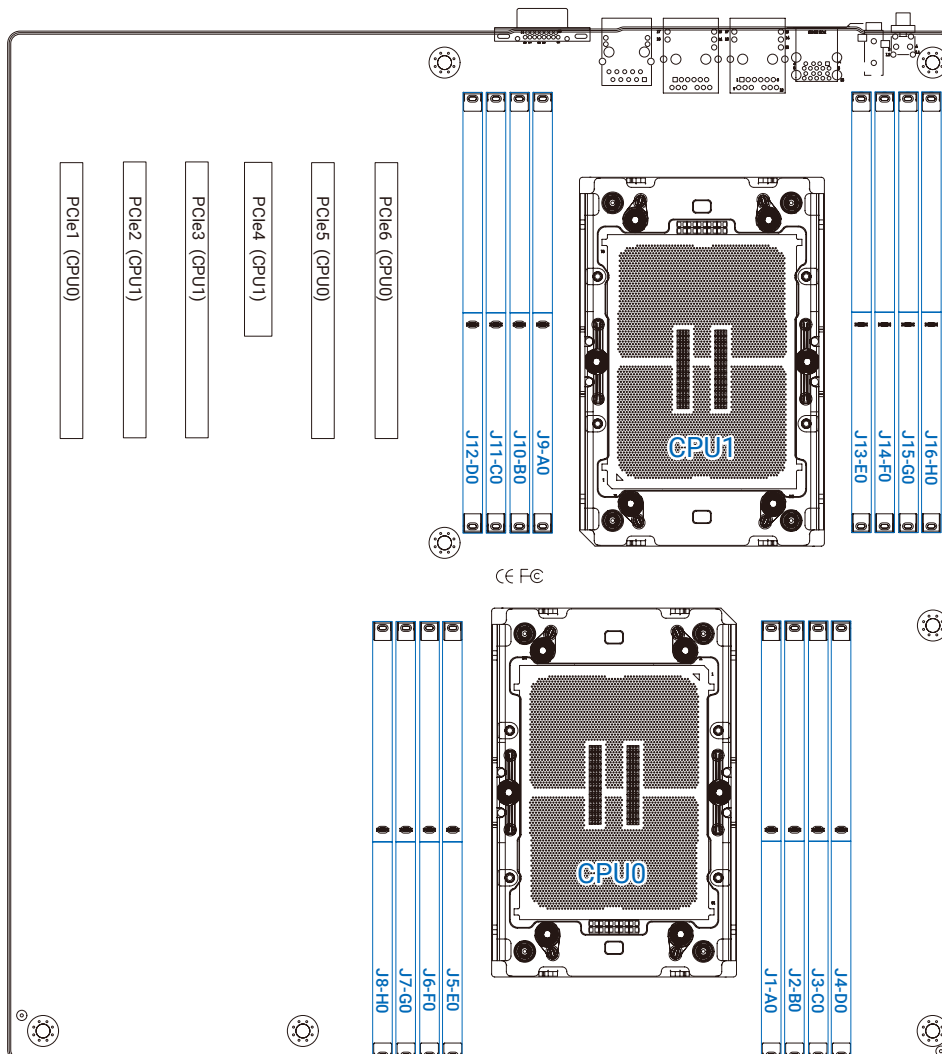 PCIe1 (CPU0)
PCIe2 (CPU1)
PCIe3 (CPU1)
PCIe4 (CPU1)
PCIe5 (CPU0)
PCIe6 (CPU0)
J12-D0
J11-C0
J10-B0
J9-A0
CPU1
J13-E0
J14-F0
J15-G0
J16-H0
CE FC
CPU0
J8-H0
J7-G0
J6-F0
J5-E0
J1-A0
J2-B0
J3-C0
J4-D0